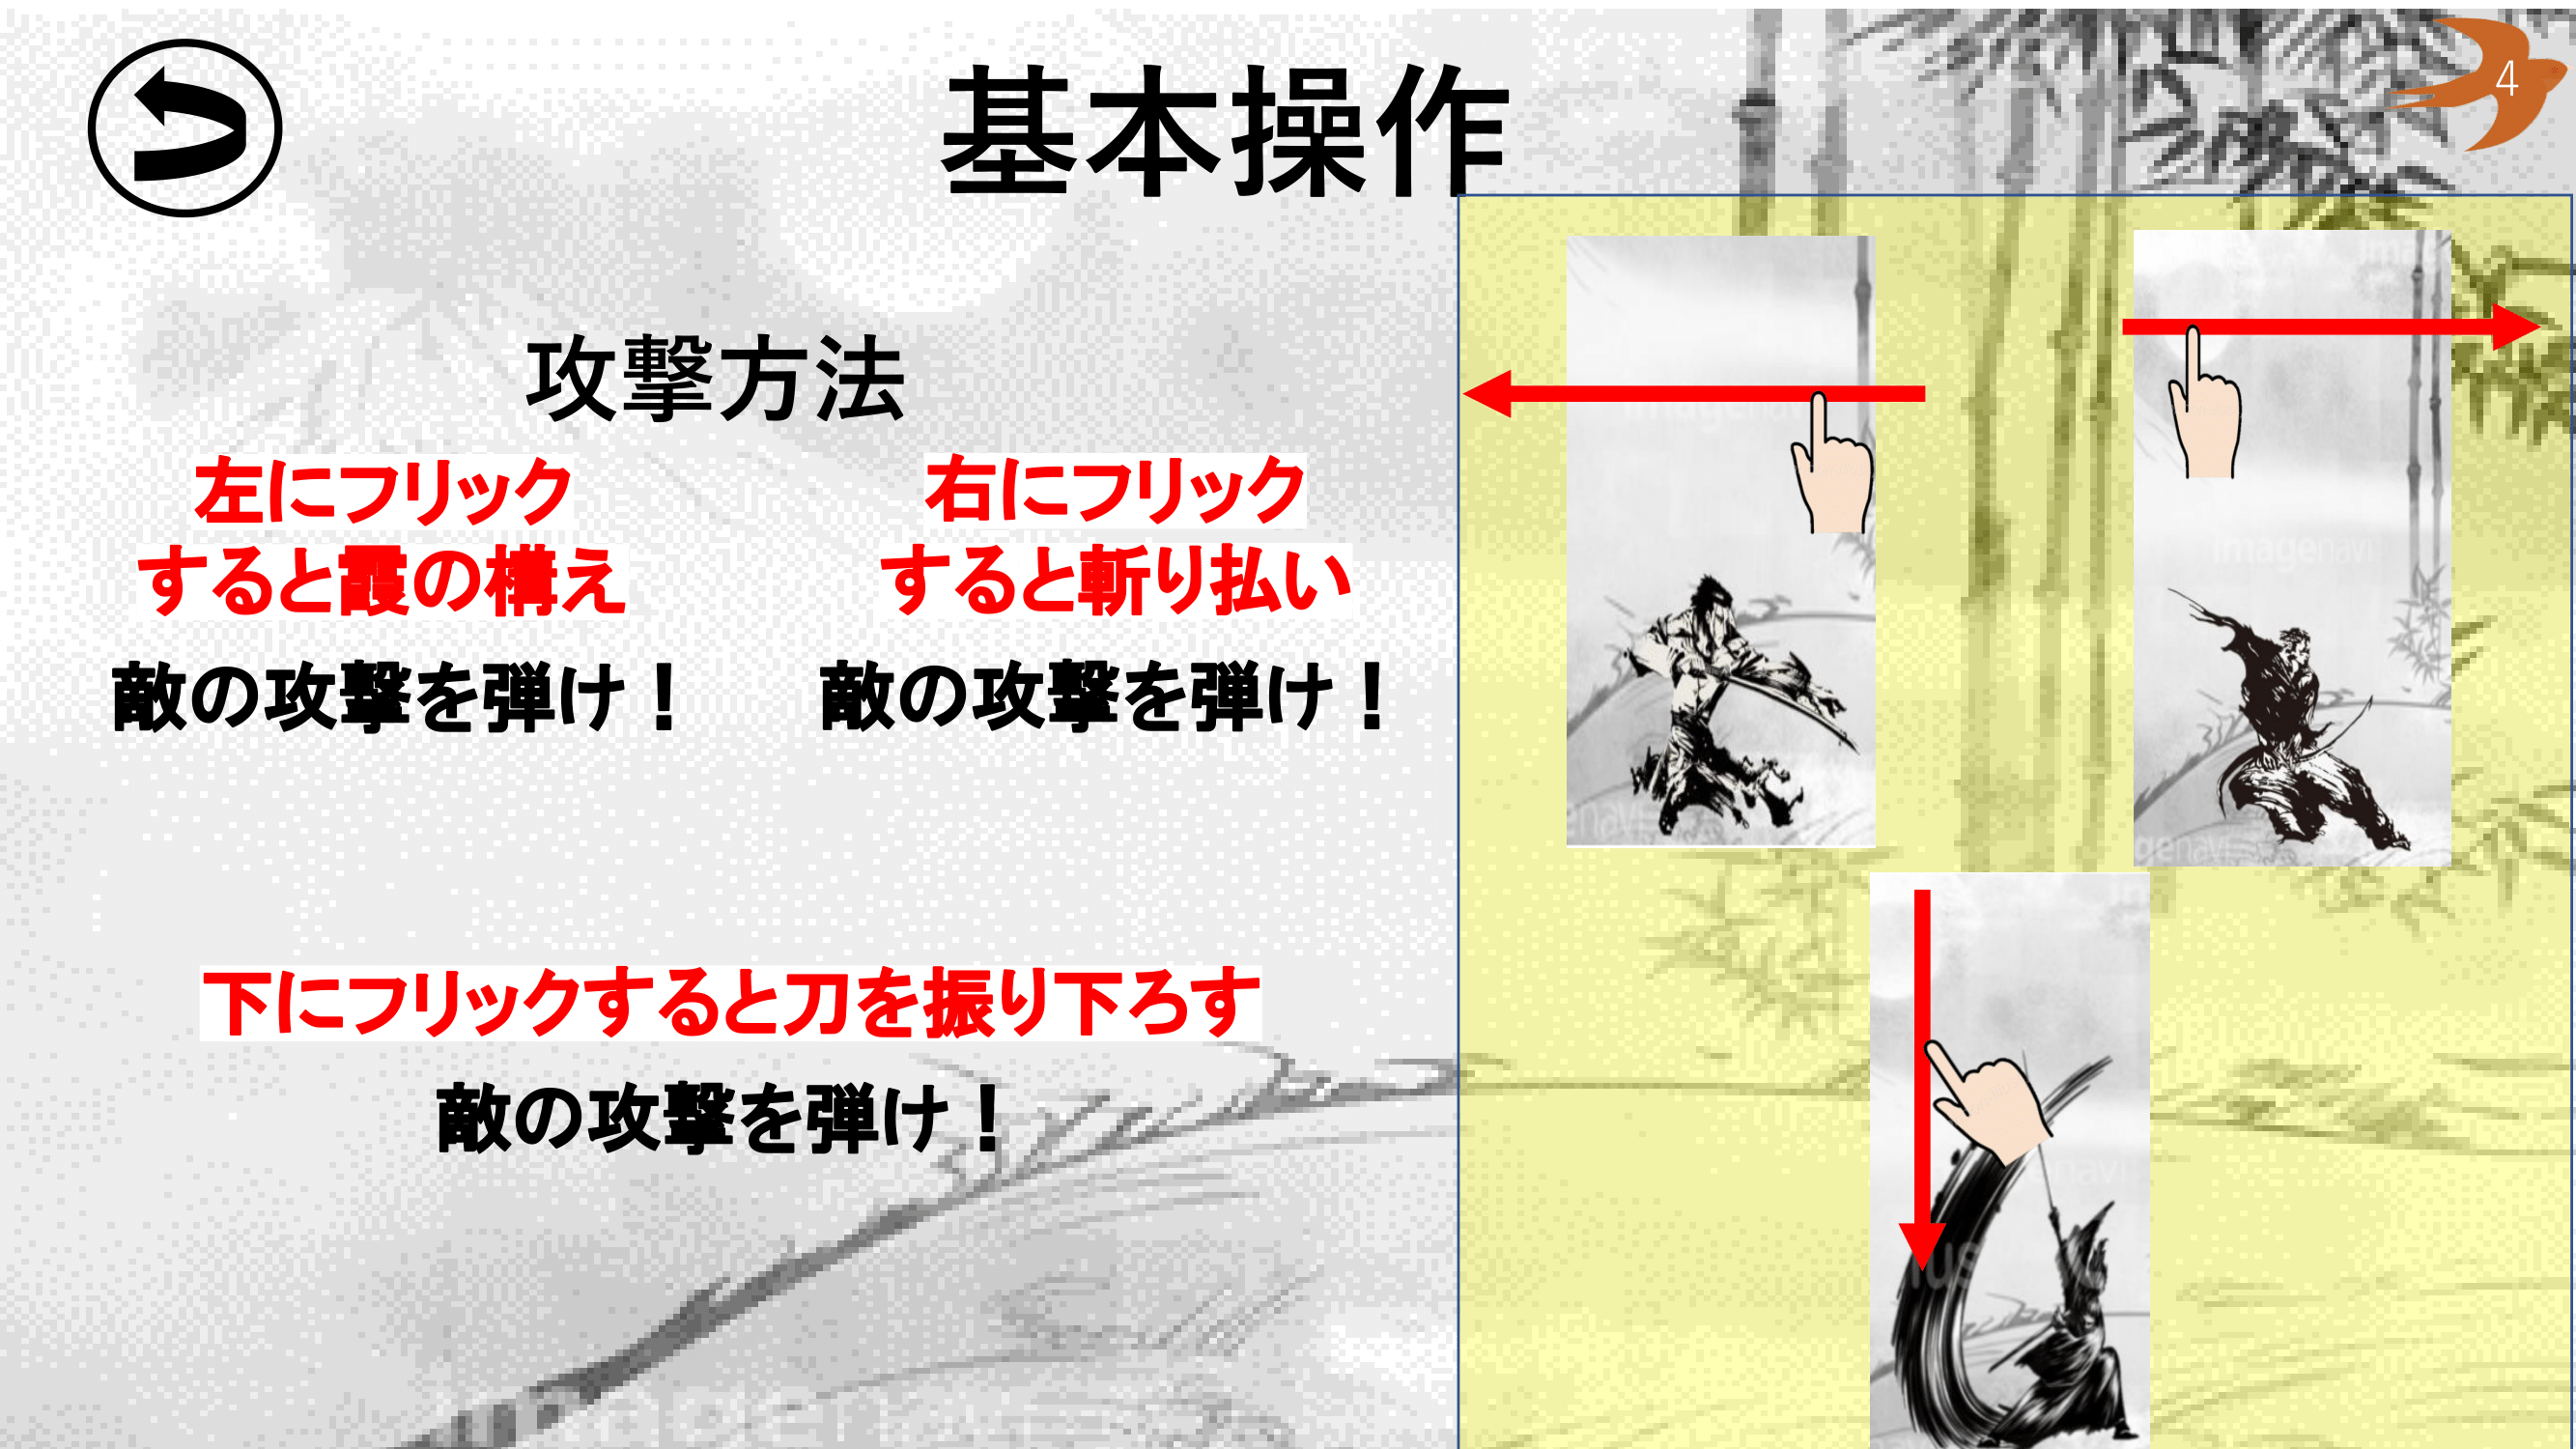 基本操作
4
攻撃方法
左にフリック
すると霞の構え
敵の攻撃を弾け！
右にフリック
すると斬り払い
敵の攻撃を弾け！
下にフリックすると刀を振り下ろす
敵の攻撃を弾け！
imagenavi